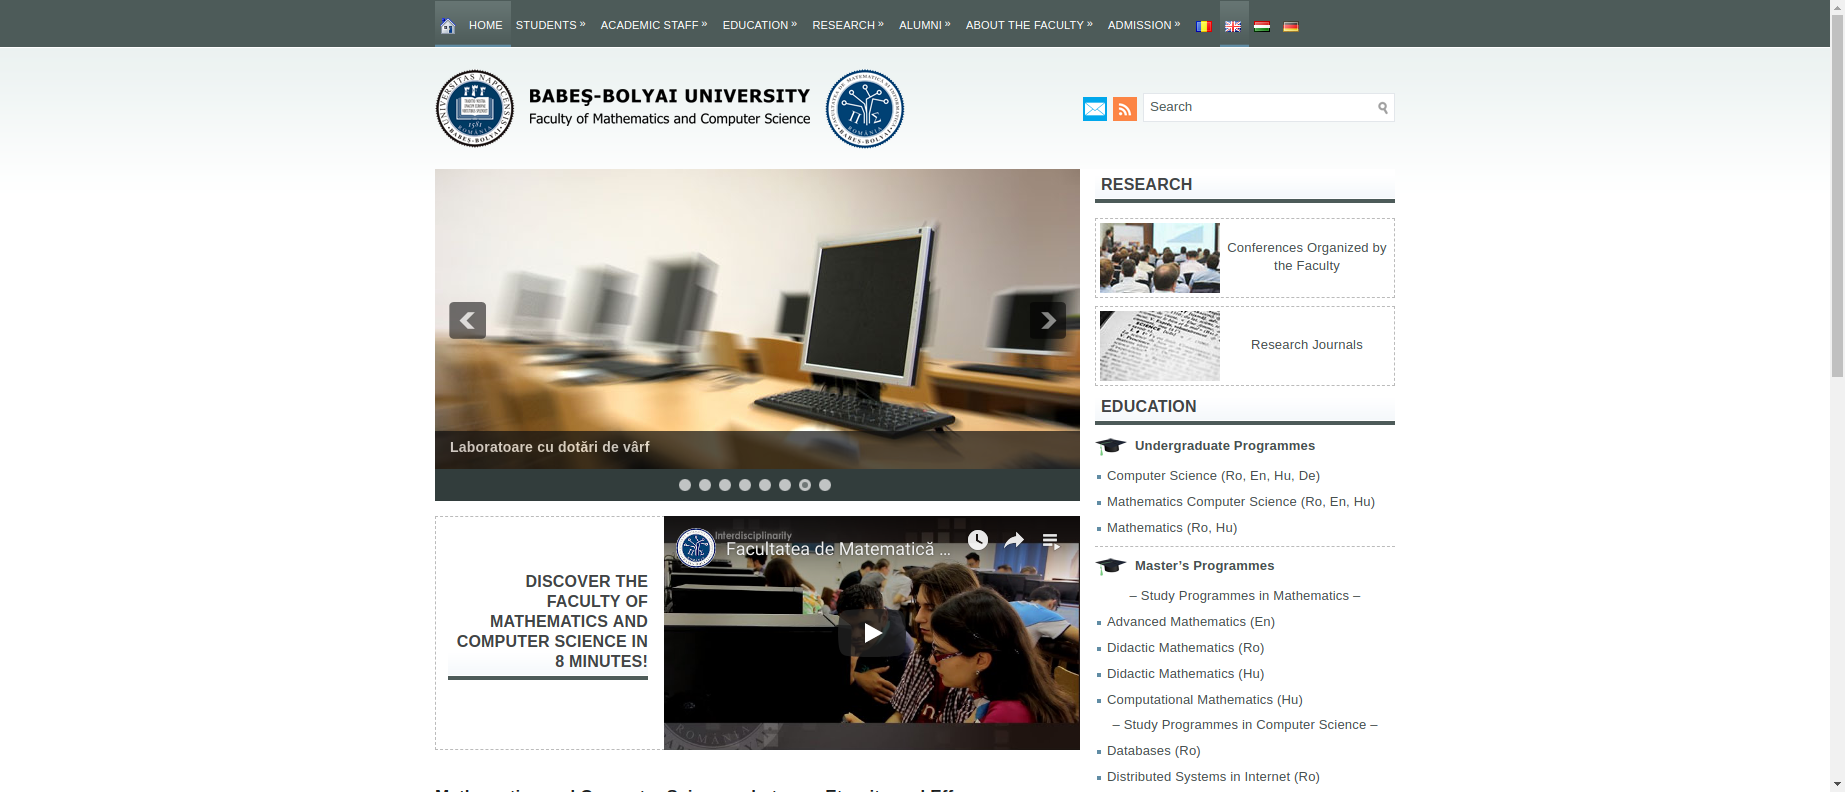 HOME STUDENTS » ACADEMIC STAFF » EDUCATION » RESEARCH » ALUMNI » ABOUT THE FACULTY » ADMISSION »
BABEȘ-BOLYAI UNIVERSITY
Faculty of Mathematics and Computer Science
Search
Laboratoare cu dotări de vârf
DISCOVER THE
FACULTY OF
MATHEMATICS AND
COMPUTER SCIENCE IN
8 MINUTES!
Interdisciplinarity
Facultatea de Matematică ...
RESEARCH
Conferences Organized by
the Faculty
Research Journals
EDUCATION
Undergraduate Programmes
Computer Science (Ro, En, Hu, De)
Mathematics Computer Science (Ro, En, Hu)
Mathematics (Ro, Hu)
Master’s Programmes
– Study Programmes in Mathematics –
Advanced Mathematics (En)
Didactic Mathematics (Ro)
Didactic Mathematics (Hu)
Computational Mathematics (Hu)
– Study Programmes in Computer Science –
Databases (Ro)
Distributed Systems in Internet (Ro)